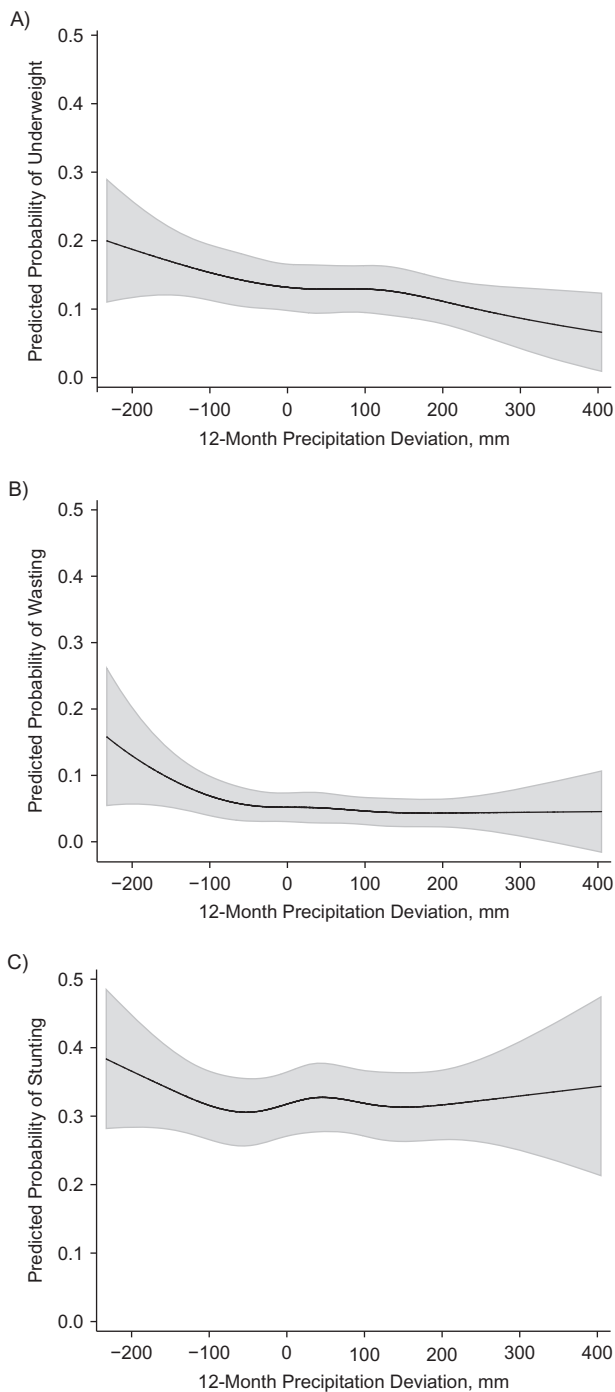 A)
0.5
0.4
0.3
0.2
0.1
0.0
Predicted Probability of Underweight
−200 −100 0 100 200 300 400
12-Month Precipitation Deviation, mm
B)
0.5
0.4
0.3
0.2
0.1
0.0
Predicted Probability of Wasting
−200 −100 0 100 200 300 400
12-Month Precipitation Deviation, mm
C)
0.5
0.4
0.3
0.2
0.1
0.0
Predicted Probability of Stunting
−200 −100 0 100 200 300 400
12-Month Precipitation Deviation, mm